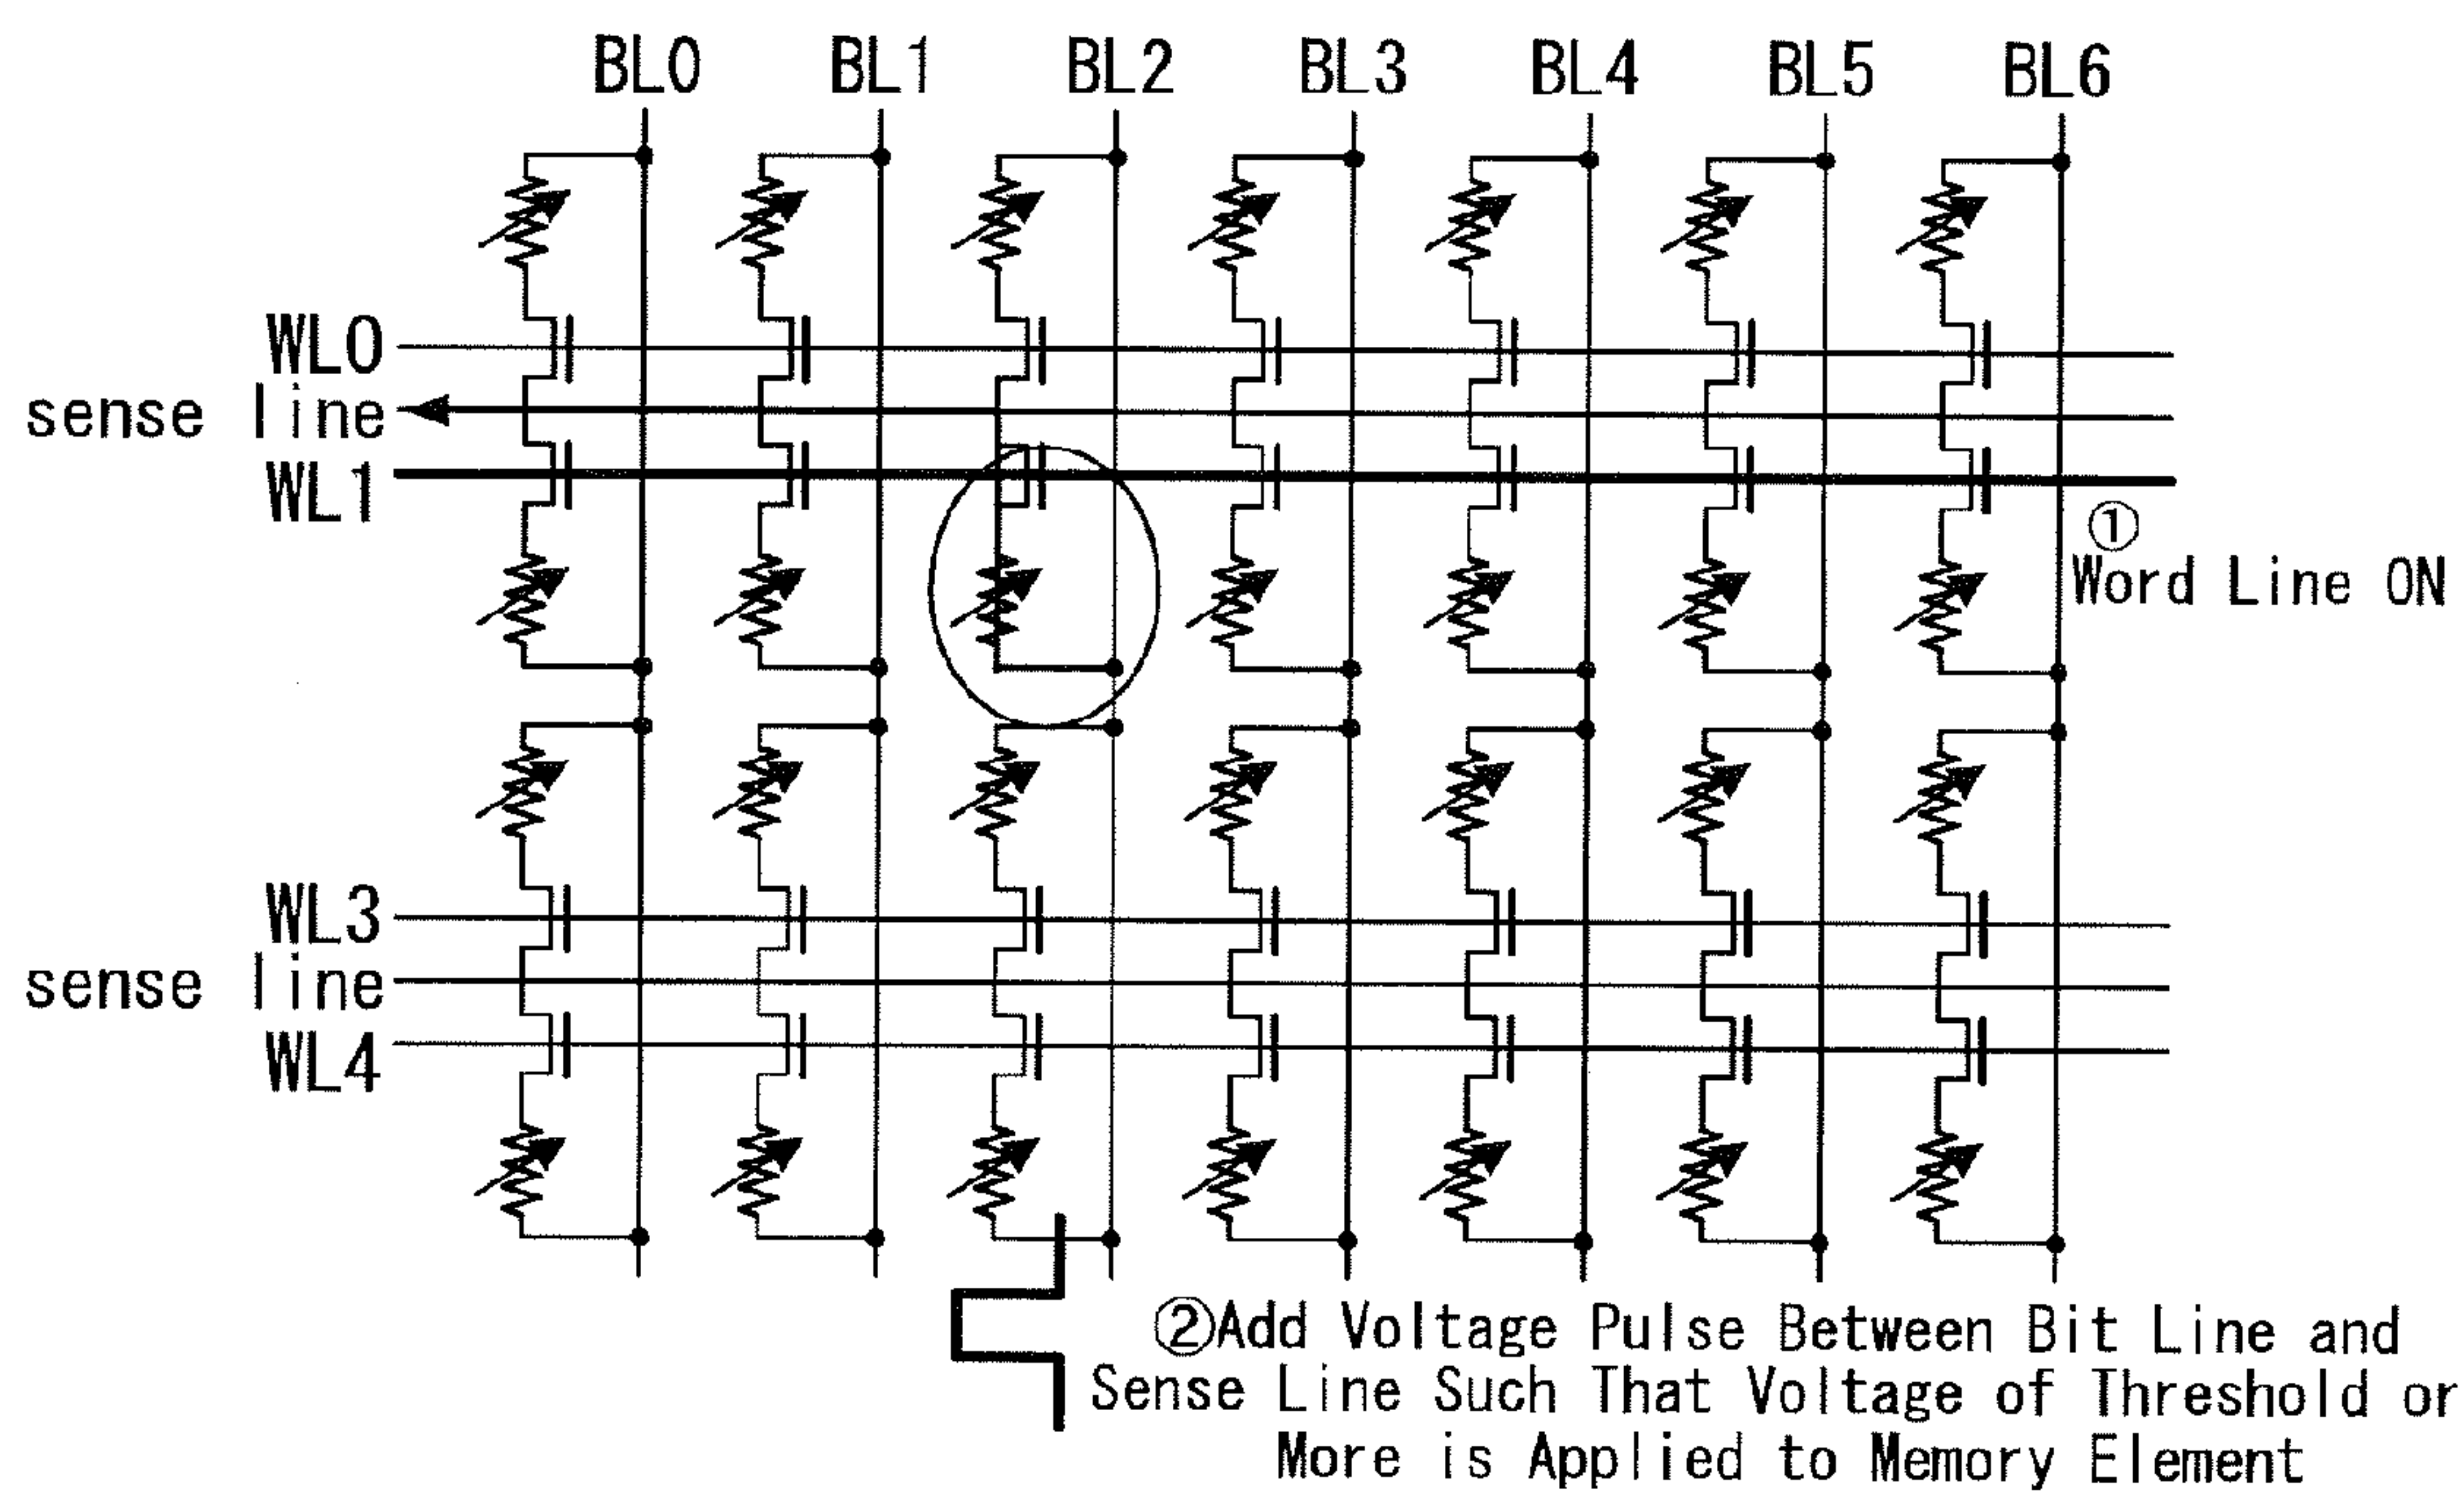 BL0 BL1 BL2 BL3 BL4 BL5 BL6
WL0
sense line
WL1
①
Word Line ON
WL3
sense line
WL4
②Add Voltage Pulse Between Bit Line and
Sense Line Such That Voltage of Threshold or
More is Applied to Memory Element